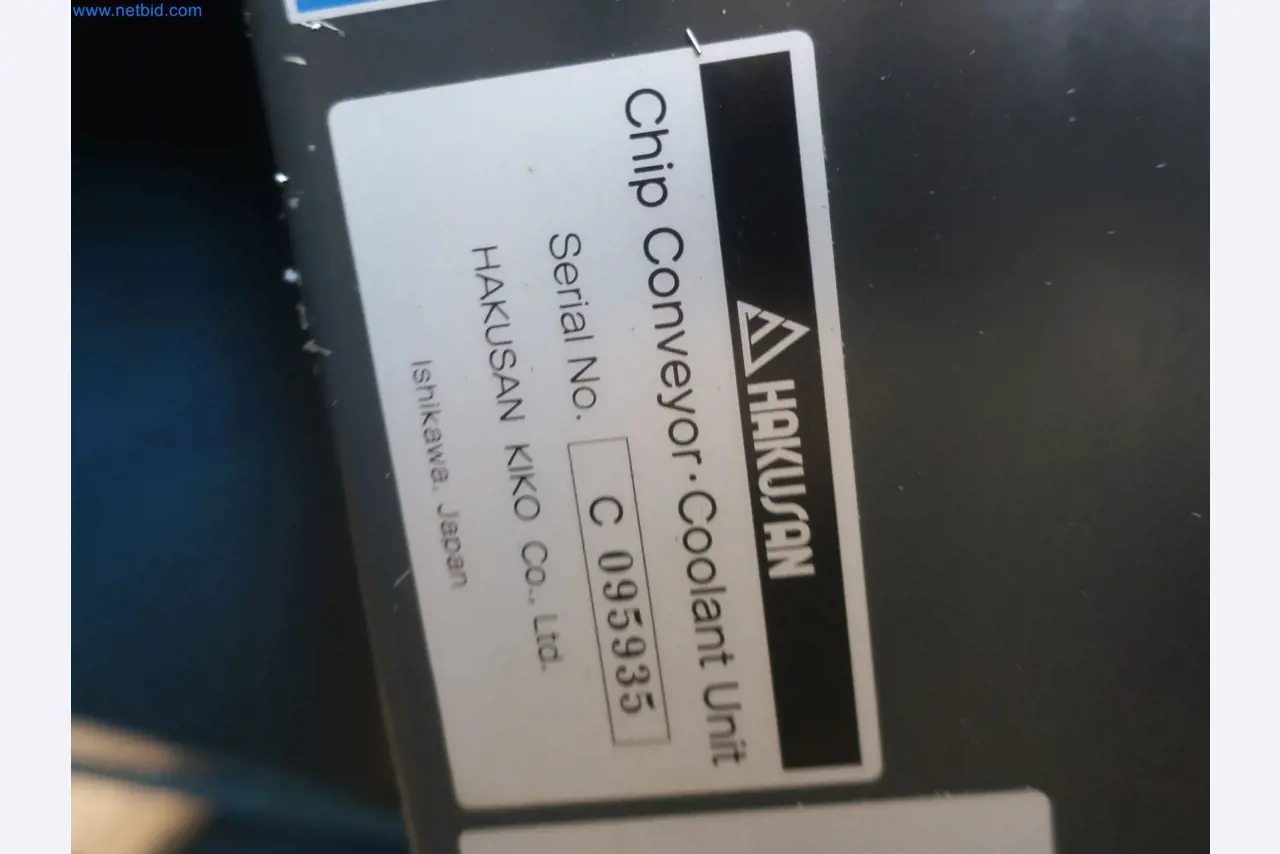 www.netbid.com
HAKUSAN
Chip Conveyor·Coolant Unit
Serial No. C 095935
HAKUSAN KIKO Co., Ltd.
Ishikawa, Japan